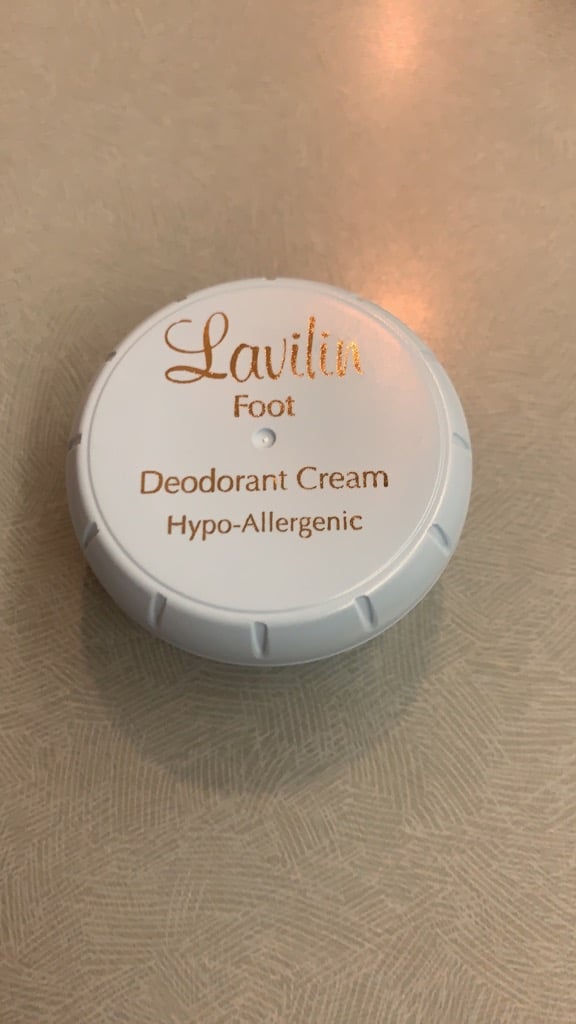 Lavilin
Foot
Deodorant Cream
Hypo-Allergenic